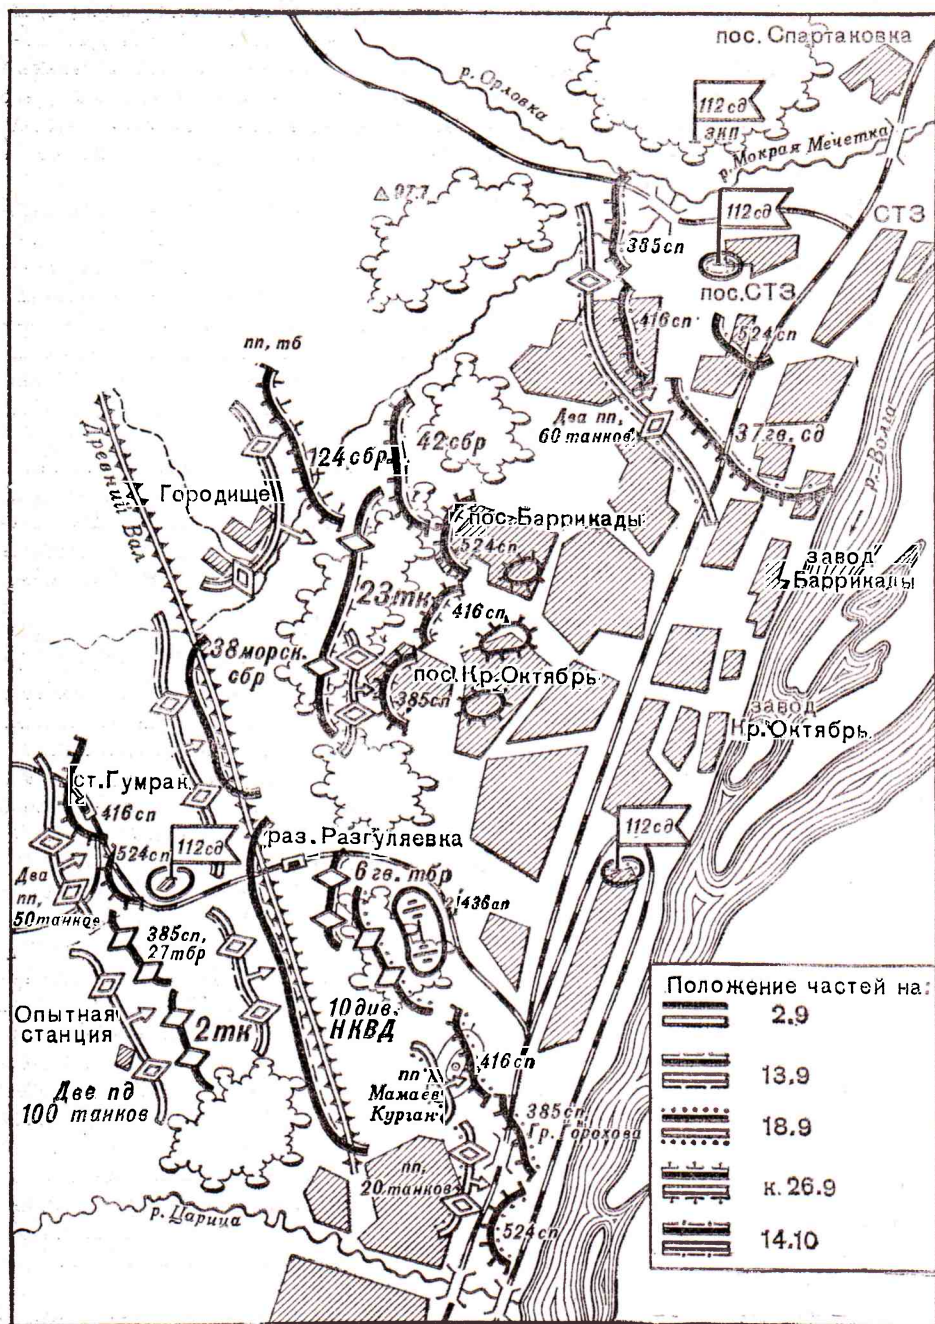 пос. Спартаковка
р. Орловка
112 сд
зкп
р. Мокрая Мечетка
△ 97,7
112 сд
СТЗ
385 сп
пос. СТЗ
416 сп
524 сп
пп, тб
Два пп,
60 танков
37 гв. сд
42 сбр
124 сбр
Древний Вал
Городище
р. Волга
пос. Баррикады
524 сп
завод
Баррикады
23 тк
416 сп
38 морск.
сбр
пос. Кр. Октябрь
385 сп
завод
Кр. Октябрь
ст. Гумрак
416 сп
524 сп
112 сд
раз. Разгуляевка
112 сд
6 гв. тбр
Два
пп,
50 танков
436 ап
385 сп,
27 тбр
Опытная
станция
2 тк
10 див.
НКВД
Положение частей на:
2.9
13.9
18.9
к. 26.9
14.10
416 сп
пп
Мамаев
Курган
Две пд
100 танков
385 сп
Гр. Горохова
пп,
20 танков
р. Царица
524 сп